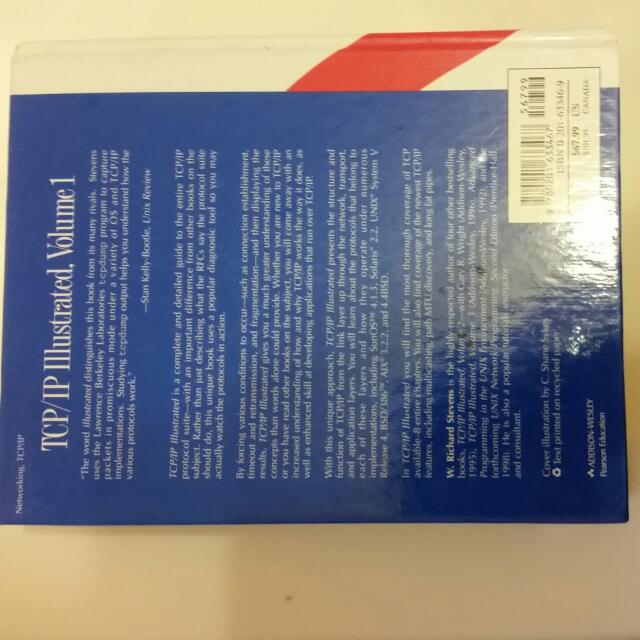 Networking, TCP/IP
TCP/IP Illustrated, Volume 1
"The word illustrated distinguishes this book from its many rivals. Stevens
uses the Lawrence Berkeley Laboratories tcpdump program to capture
packets in promiscuous mode under a variety of OS and TCP/IP
implementations. Studying tcpdump output helps you understand how the
various protocols work."
—Stan Kelly-Bootle, Unix Review
TCP/IP Illustrated is a complete and detailed guide to the entire TCP/IP
protocol suite—with an important difference from other books on the
subject. Rather than just describing what the RFCs say the protocol suite
should do, this unique book uses a popular diagnostic tool so you may
actually watch the protocols in action.
By forcing various conditions to occur—such as connection establishment,
timeout and retransmission, and fragmentation—and then displaying the
results, TCP/IP Illustrated gives you a much greater understanding of these
concepts than words alone could provide. Whether you are new to TCP/IP
or you have read other books on the subject, you will come away with an
increased understanding of how and why TCP/IP works the way it does, as
well as enhanced skill at developing applications that run over TCP/IP.
With this unique approach, TCP/IP Illustrated presents the structure and
function of TCP/IP from the link layer up through the network, transport,
and application layers. You will learn about the protocols that belong to
each of these layers and how they operate under numerous
implementations, including SunOS™ 4.1.3, Solaris® 2.2, UNIX® System V
Release 4, BSD/386™, AIX® 3.2.2, and 4.4BSD.
In TCP/IP Illustrated you will find the most thorough coverage of TCP
available-8 entire chapters. You will also find coverage of the newest TCP/IP
features, including multicasting, path MTU discovery, and long fat pipes.
W. Richard Stevens is the highly-respected author of four other bestselling
books, TCP/IP Illustrated, Volume 2 with Gary R. Wright (Addison-Wesley,
1995), TCP/IP Illustrated, Volume 3 (Addison-Wesley, 1996), Advanced
Programming in the UNIX Environment (Addison-Wesley, 1992), and the
forthcoming UNIX Network Programming, Second Edition (Prentice-Hall,
1998). He is also a popular tutorial instructor
and consultant.
Cover illustration by C. Shane Sykes
Text printed on recycled paper
ADDISON-WESLEY
Pearson Education
56799
9 780201 633467
ISBN 0-201-63346-9
$67.99 US
CANADA